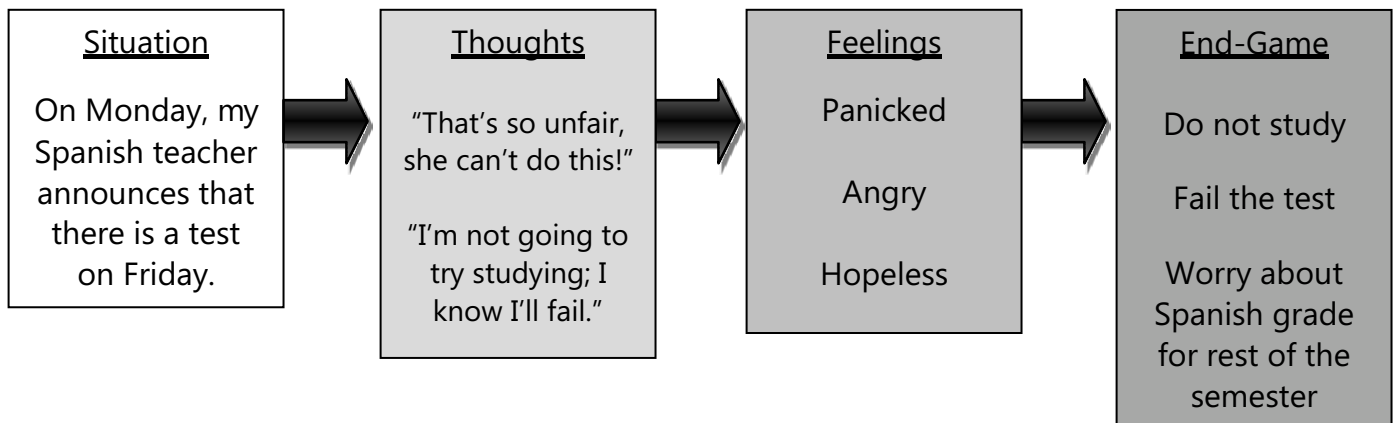 Situation
On Monday, my
Spanish teacher
announces that
there is a test
on Friday.
Thoughts
“That’s so unfair,
she can’t do this!”
“I’m not going to
try studying; I
know I’ll fail.”
Feelings
Panicked
Angry
Hopeless
End-Game
Do not study
Fail the test
Worry about
Spanish grade
for rest of the
semester